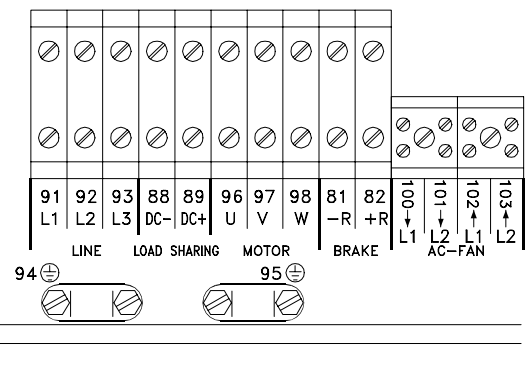 91 92 93 88 89 96 97 98 81 82 100 101 102 103
L1 L2 L3 DC- DC+ U V W -R +R L1 L2 L1 L2
LINE LOAD SHARING MOTOR BRAKE AC-FAN
94 95